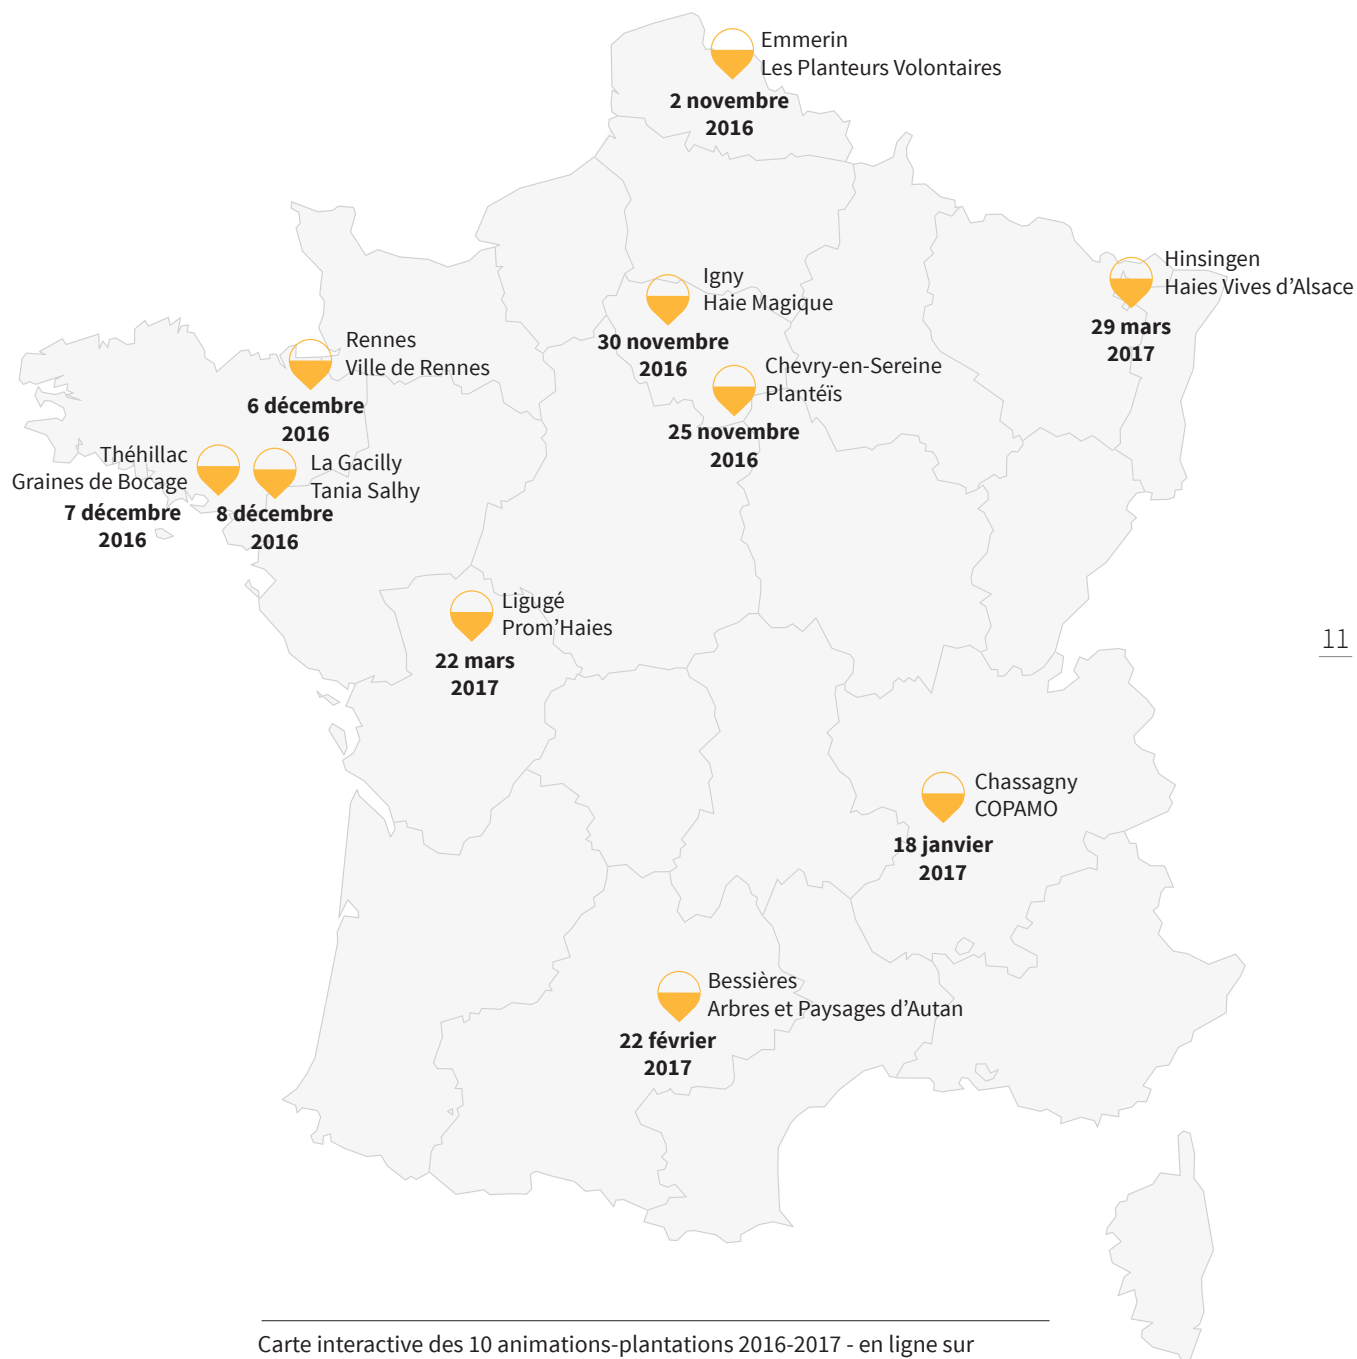 Emmerin
Les Planteurs Volontaires
2 novembre
2016
Igny
Haie Magique
30 novembre
2016
Hinsingen
Haies Vives d’Alsace
29 mars
2017
Rennes
Ville de Rennes
6 décembre
2016
Chevry-en-Sereine
Plantéïs
25 novembre
2016
Théhillac
Graines de Bocage
7 décembre
2016
La Gacilly
Tania Salhy
8 décembre
2016
Ligugé
Prom’Haies
22 mars
2017
11
Chassagny
COPAMO
18 janvier
2017
Bessières
Arbres et Paysages d’Autan
22 février
2017
Carte interactive des 10 animations-plantations 2016-2017 - en ligne sur